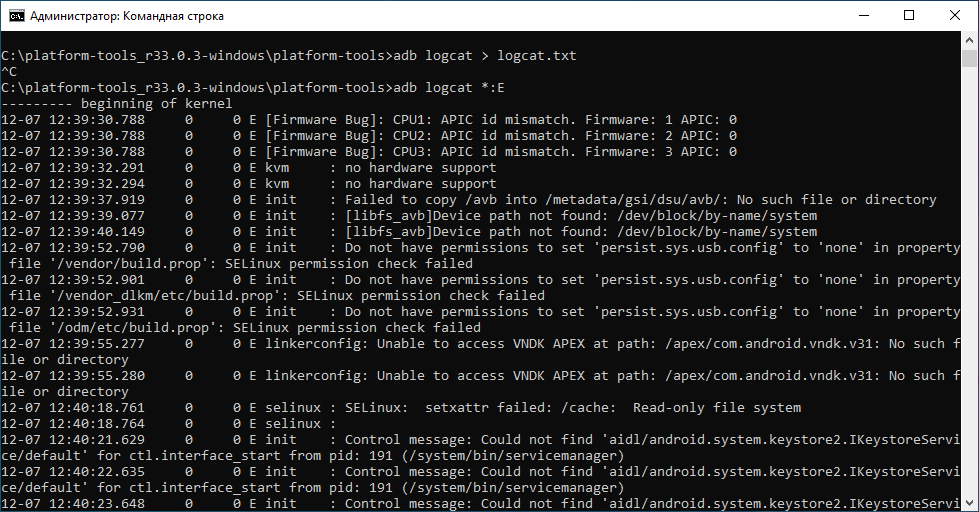 Администратор: Командная строка
C:\platform-tools_r33.0.3-windows\platform-tools>adb logcat > logcat.txt
^C
C:\platform-tools_r33.0.3-windows\platform-tools>adb logcat *:E
--------- beginning of kernel
12-07 12:39:30.788     0     0 E [Firmware Bug]: CPU1: APIC id mismatch. Firmware: 1 APIC: 0
12-07 12:39:30.788     0     0 E [Firmware Bug]: CPU2: APIC id mismatch. Firmware: 2 APIC: 0
12-07 12:39:30.788     0     0 E [Firmware Bug]: CPU3: APIC id mismatch. Firmware: 3 APIC: 0
12-07 12:39:32.291     0     0 E kvm     : no hardware support
12-07 12:39:32.294     0     0 E kvm     : no hardware support
12-07 12:39:37.919     0     0 E init    : Failed to copy /avb into /metadata/gsi/dsu/avb/: No such file or directory
12-07 12:39:39.077     0     0 E init    : [libfs_avb]Device path not found: /dev/block/by-name/system
12-07 12:39:40.149     0     0 E init    : [libfs_avb]Device path not found: /dev/block/by-name/system
12-07 12:39:52.790     0     0 E init    : Do not have permissions to set 'persist.sys.usb.config' to 'none' in property
 file '/vendor/build.prop': SELinux permission check failed
12-07 12:39:52.901     0     0 E init    : Do not have permissions to set 'persist.sys.usb.config' to 'none' in property
 file '/vendor_dlkm/etc/build.prop': SELinux permission check failed
12-07 12:39:52.931     0     0 E init    : Do not have permissions to set 'persist.sys.usb.config' to 'none' in property
 file '/odm/etc/build.prop': SELinux permission check failed
12-07 12:39:55.277     0     0 E linkerconfig: Unable to access VNDK APEX at path: /apex/com.android.vndk.v31: No such f
ile or directory
12-07 12:39:55.280     0     0 E linkerconfig: Unable to access VNDK APEX at path: /apex/com.android.vndk.v31: No such f
ile or directory
12-07 12:40:18.761     0     0 E selinux : SELinux:  setxattr failed: /cache:  Read-only file system
12-07 12:40:18.764     0     0 E selinux :
12-07 12:40:21.629     0     0 E init    : Control message: Could not find 'aidl/android.system.keystore2.IKeystoreServi
ce/default' for ctl.interface_start from pid: 191 (/system/bin/servicemanager)
12-07 12:40:22.635     0     0 E init    : Control message: Could not find 'aidl/android.system.keystore2.IKeystoreServi
ce/default' for ctl.interface_start from pid: 191 (/system/bin/servicemanager)
12-07 12:40:23.648     0     0 E init    : Control message: Could not find 'aidl/android.system.keystore2.IKeystoreServi